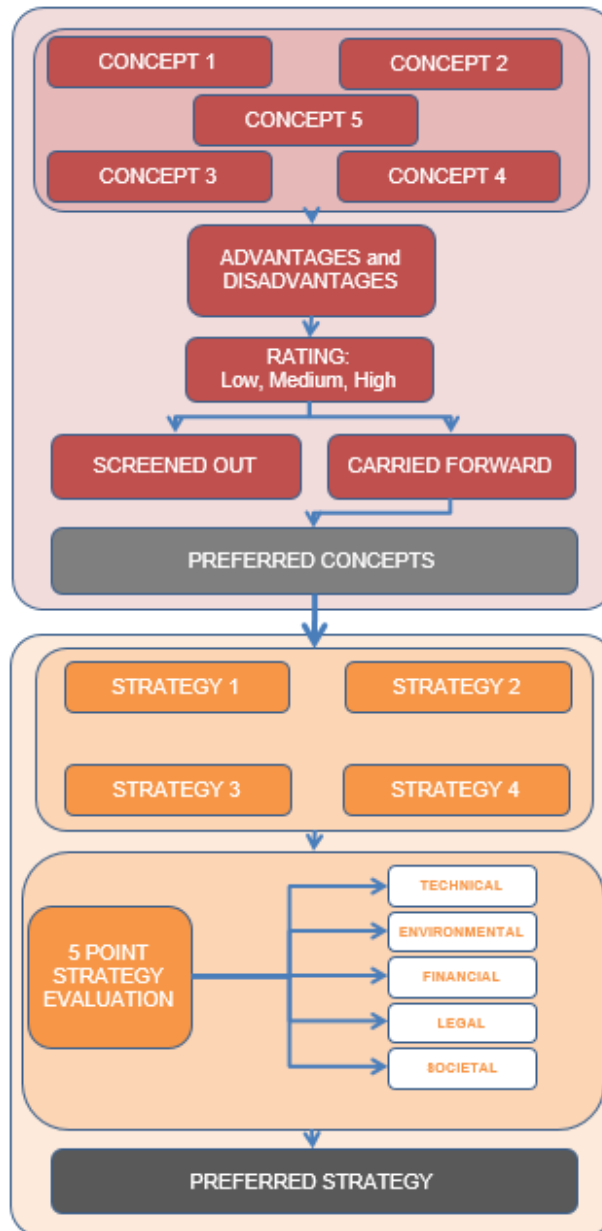 CONCEPT 1
CONCEPT 2
CONCEPT 5
CONCEPT 3
CONCEPT 4
ADVANTAGES and
DISADVANTAGES
RATING:
Low, Medium, High
SCREENED OUT
CARRIED FORWARD
PREFERRED CONCEPTS
STRATEGY 1
STRATEGY 2
STRATEGY 3
STRATEGY 4
5 POINT
STRATEGY
EVALUATION
TECHNICAL
ENVIRONMENTAL
FINANCIAL
LEGAL
SOCIETAL
PREFERRED STRATEGY